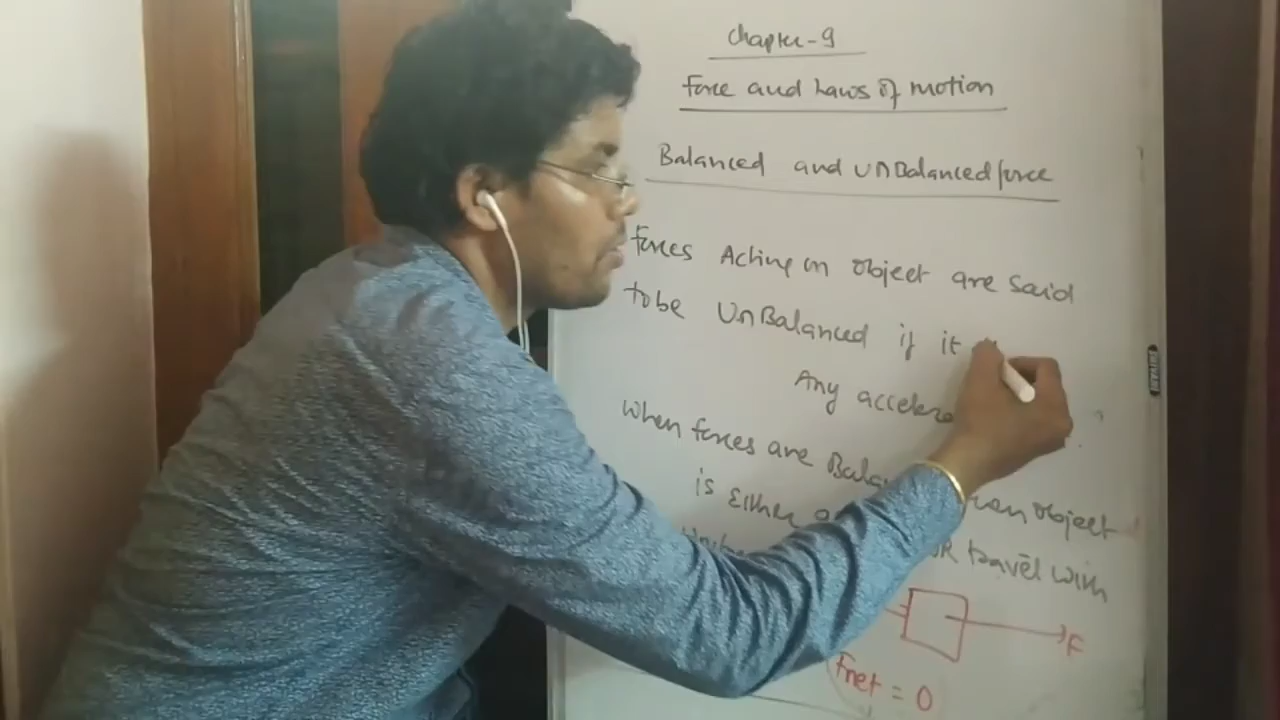 Chapter-9
Force and Laws of motion
Balanced and unBalanced force
Forces Acting on object are said
to be UnBalanced if it
Any accelera
When forces are Bala an object
is Either a
OR travel with
F
Fnet = 0